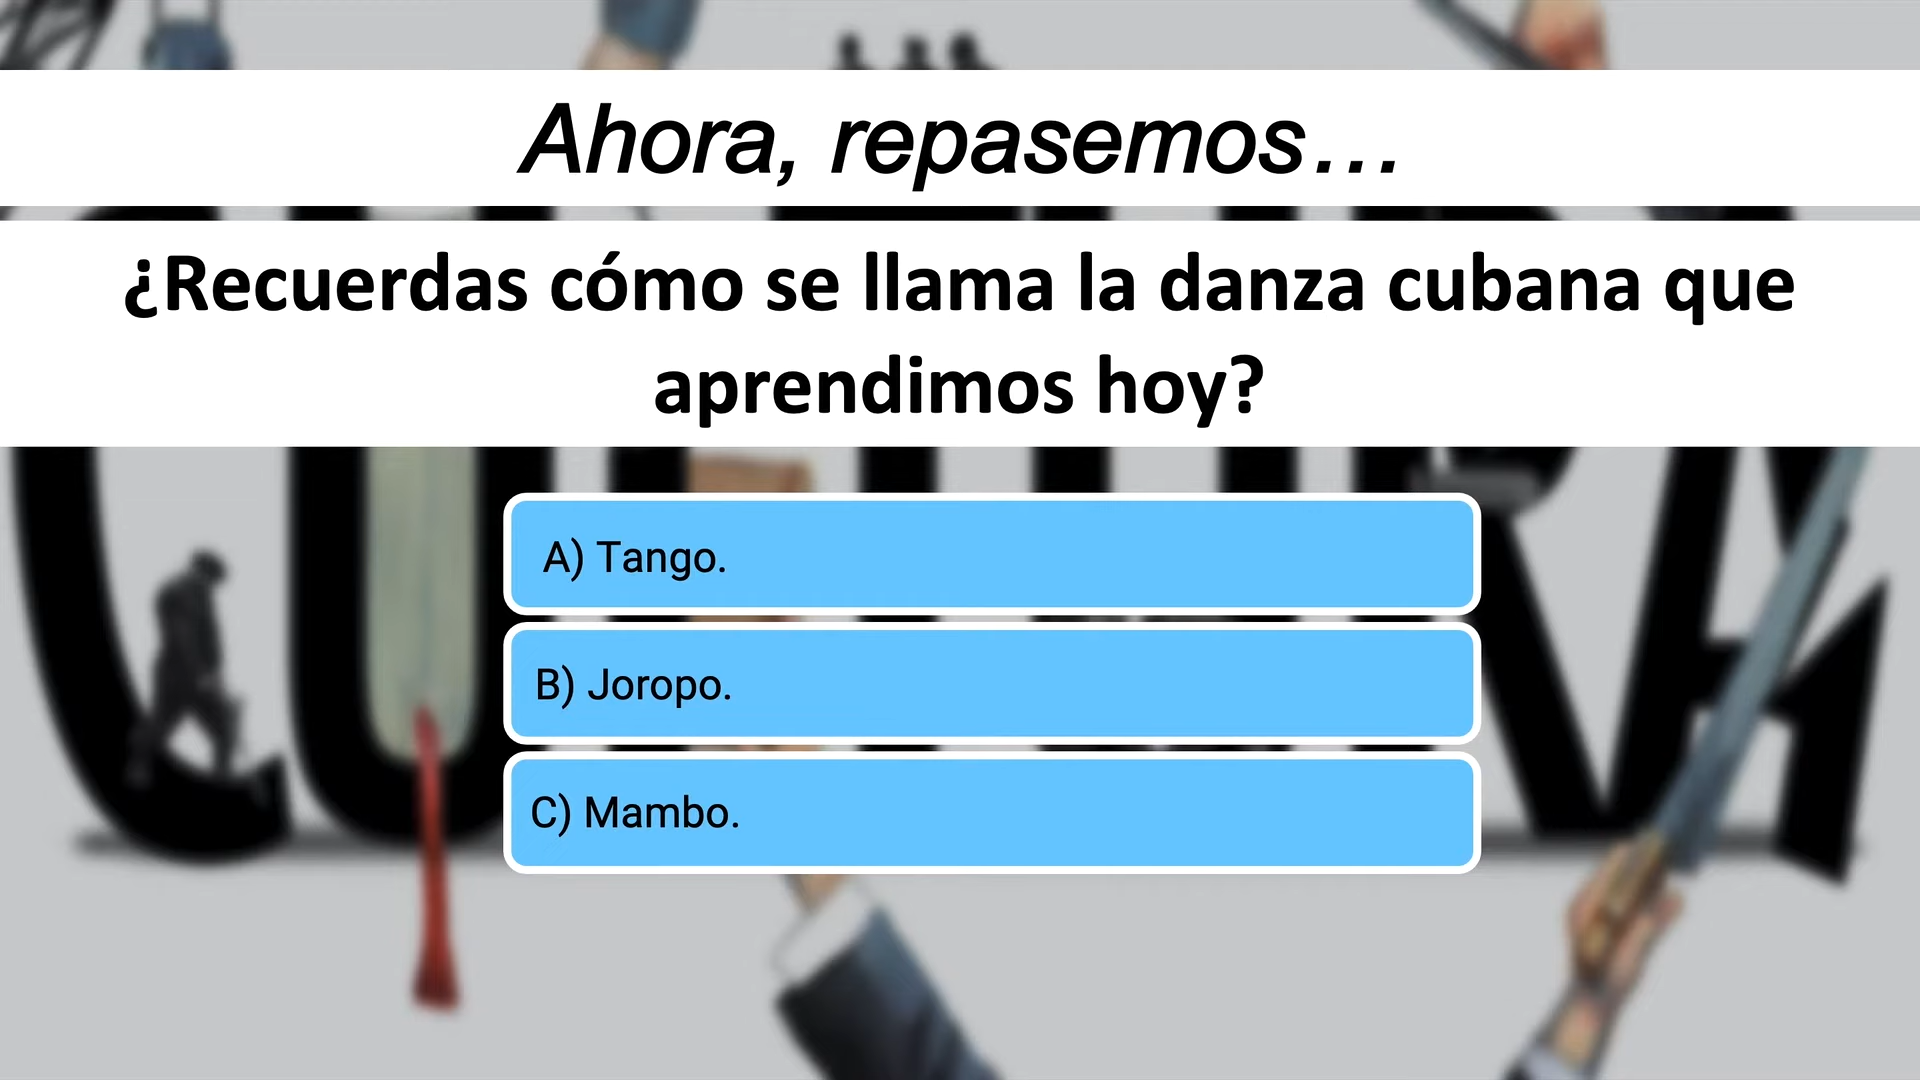 Ahora, repasemos…
¿Recuerdas cómo se llama la danza cubana que
aprendimos hoy?
A) Tango.
B) Joropo.
C) Mambo.